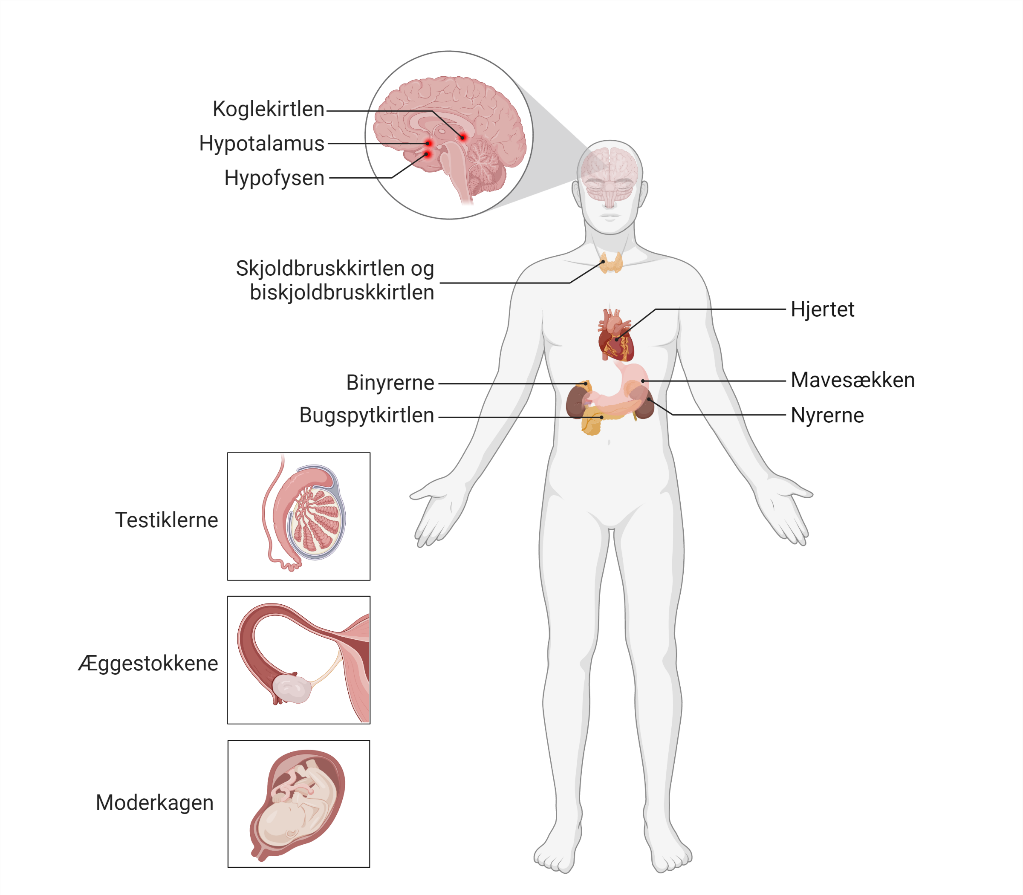 Koglekirtlen
Hypotalamus
Hypofysen
Skjoldbruskkirtlen og
biskjoldbruskkirtlen
Hjertet
Binyrerne
Mavesækken
Bugspytkirtlen
Nyrerne
Testiklerne
Æggestokkene
Moderkagen